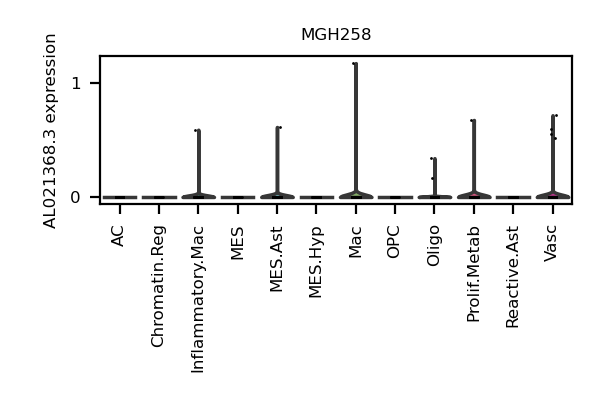 MGH258
AL021368.3 expression
1
0
AC
Chromatin.Reg
Inflammatory.Mac
MES
MES.Ast
MES.Hyp
Mac
OPC
Oligo
Prolif.Metab
Reactive.Ast
Vasc